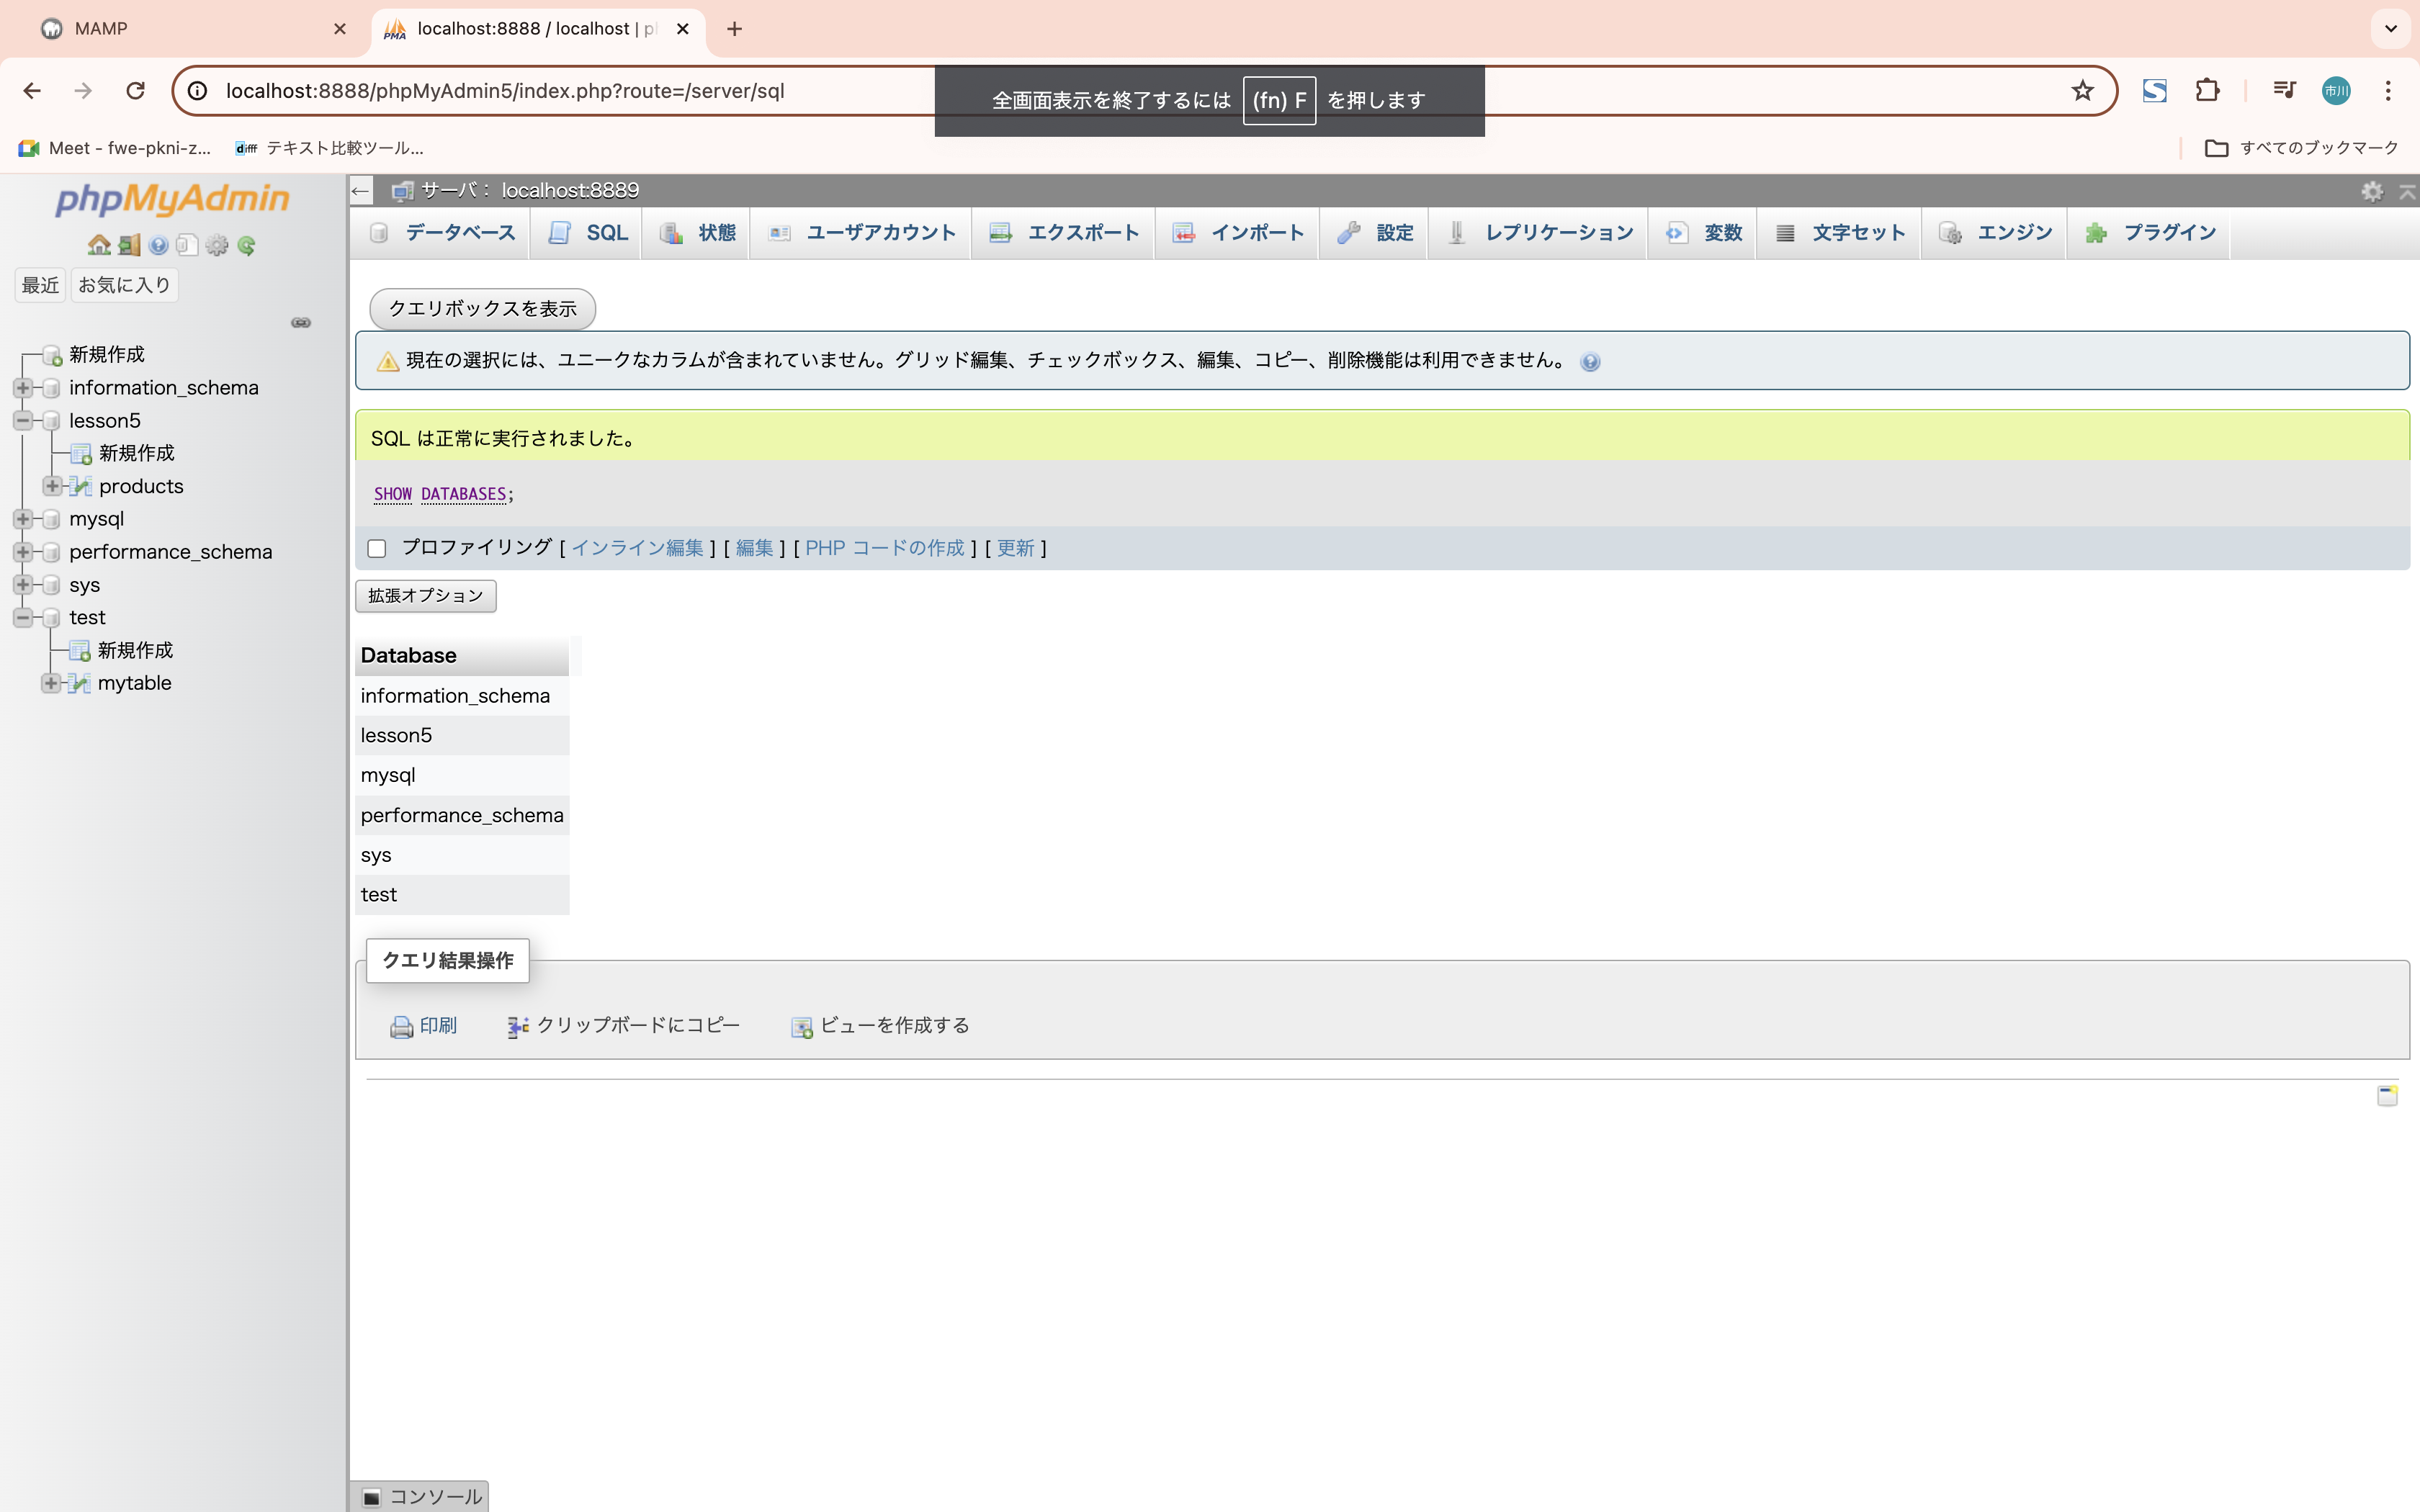 MAMP
localhost:8888 / localhost | p
localhost:8888/phpMyAdmin5/index.php?route=/server/sql
全画面表示を終了するには (fn) F を押します
市川
Meet - fwe-pkni-z...
diff テキスト比較ツール...
すべてのブックマーク
phpMyAdmin
最近 お気に入り
新規作成
information_schema
lesson5
新規作成
products
mysql
performance_schema
sys
test
新規作成
mytable
サーバ： localhost:8889
データベース SQL 状態 ユーザアカウント エクスポート インポート 設定 レプリケーション 変数 文字セット エンジン プラグイン
クエリボックスを表示
現在の選択には、ユニークなカラムが含まれていません。グリッド編集、チェックボックス、編集、コピー、削除機能は利用できません。
SQL は正常に実行されました。
SHOW DATABASES;
プロファイリング [ インライン編集 ] [ 編集 ] [ PHP コードの作成 ] [ 更新 ]
拡張オプション
Database
information_schema
lesson5
mysql
performance_schema
sys
test
クエリ結果操作
印刷 クリップボードにコピー ビューを作成する
コンソール